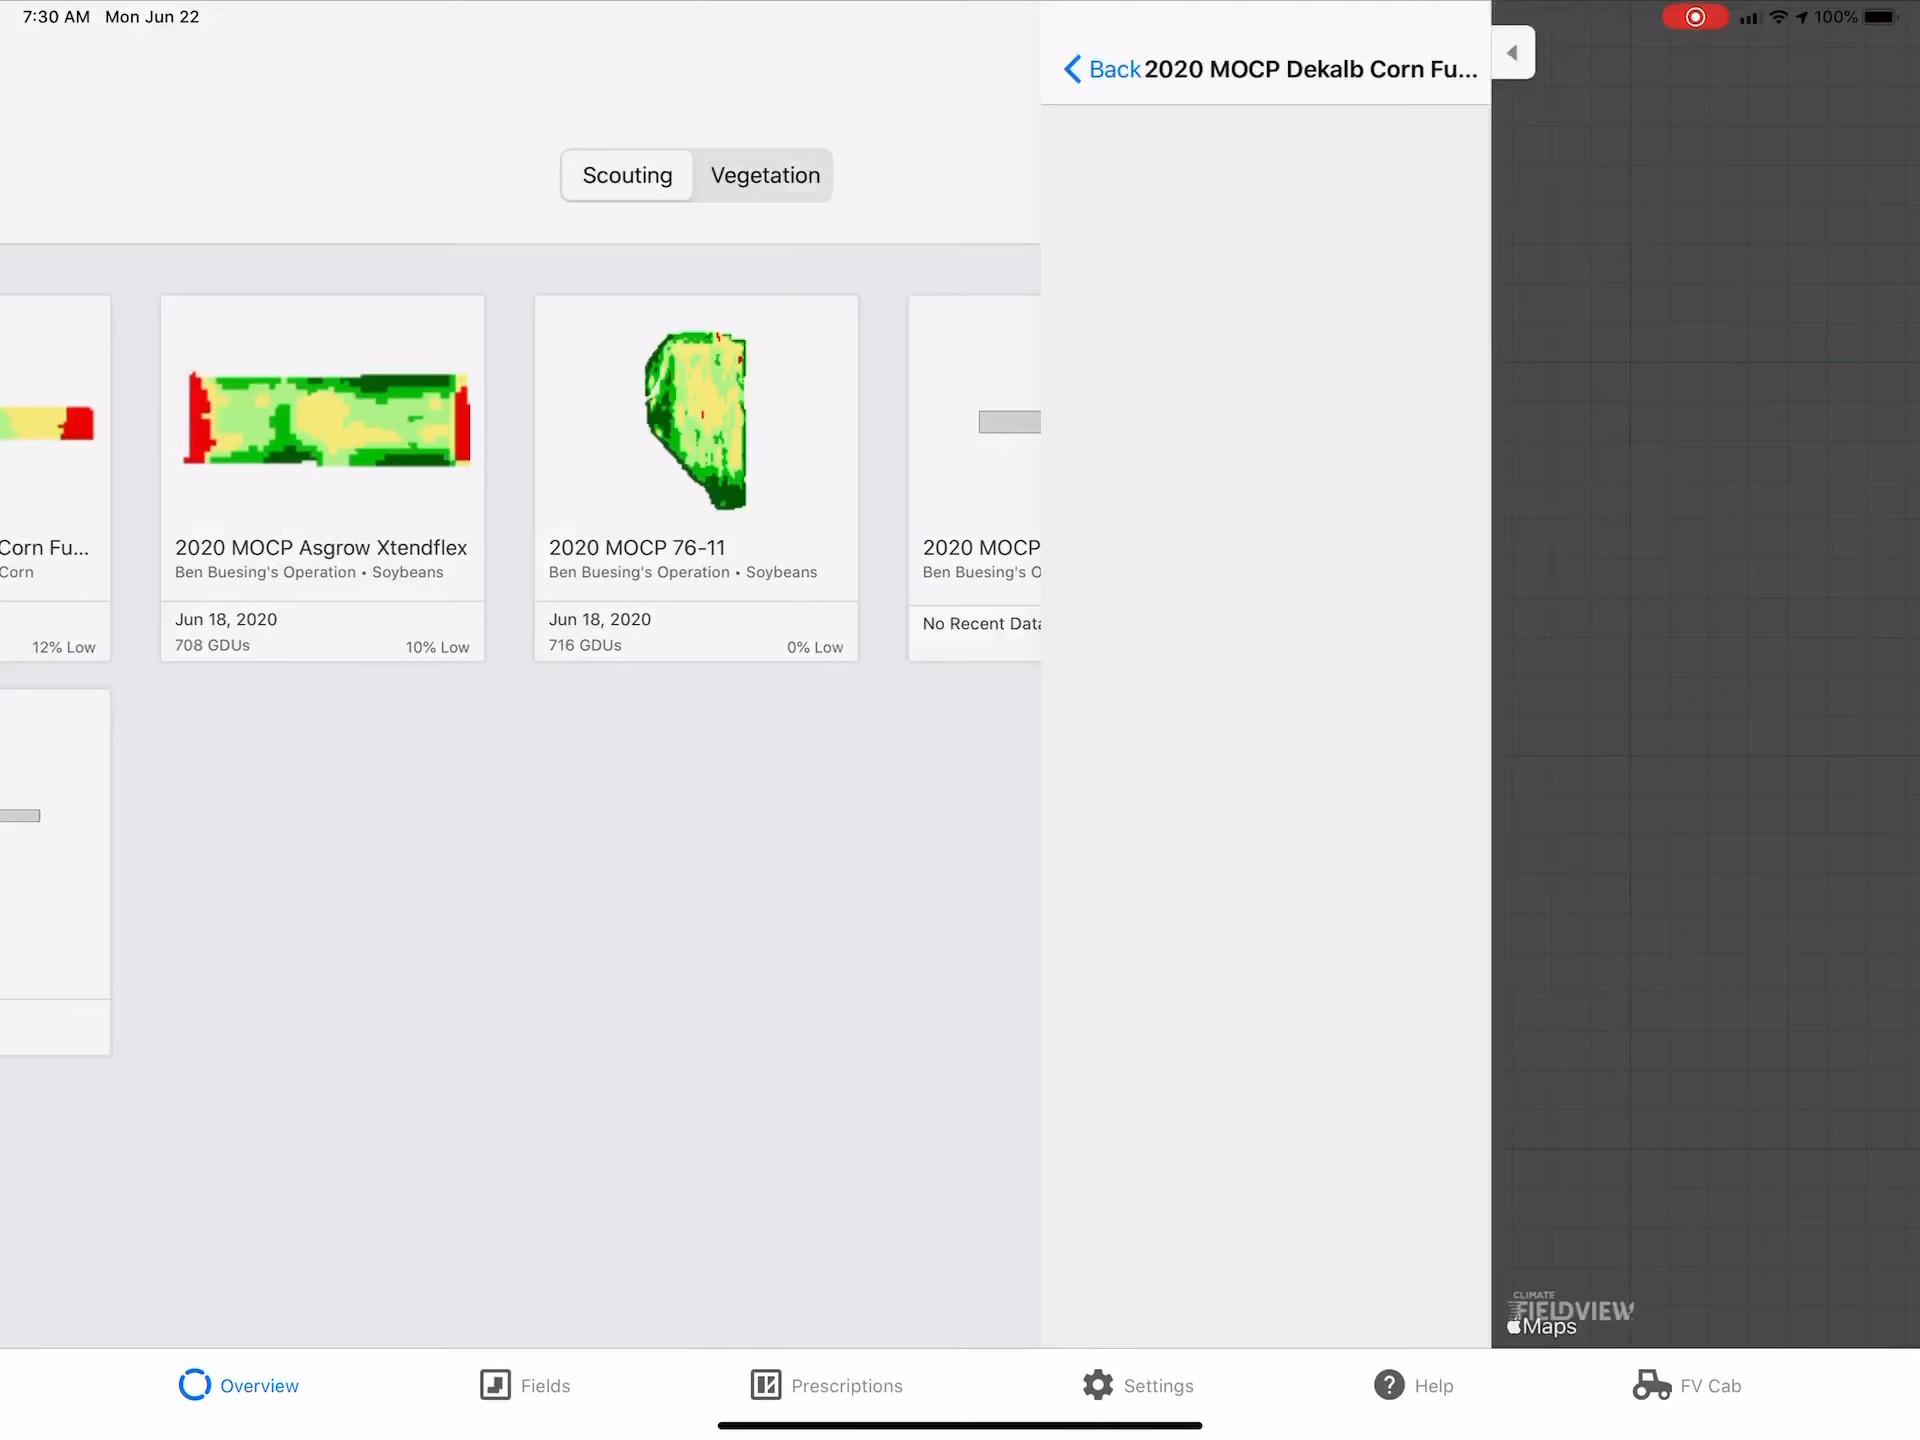 7:30 AM Mon Jun 22
100%
Back 2020 MOCP Dekalb Corn Fu...
Scouting Vegetation
Corn Fu...
Corn
12% Low
2020 MOCP Asgrow Xtendflex
Ben Buesing's Operation • Soybeans
Jun 18, 2020
708 GDUs 10% Low
2020 MOCP 76-11
Ben Buesing's Operation • Soybeans
Jun 18, 2020
716 GDUs 0% Low
2020 MOCP
Ben Buesing's O
No Recent Data
CLIMATE
FIELDVIEW
Maps
Overview Fields Prescriptions Settings Help FV Cab